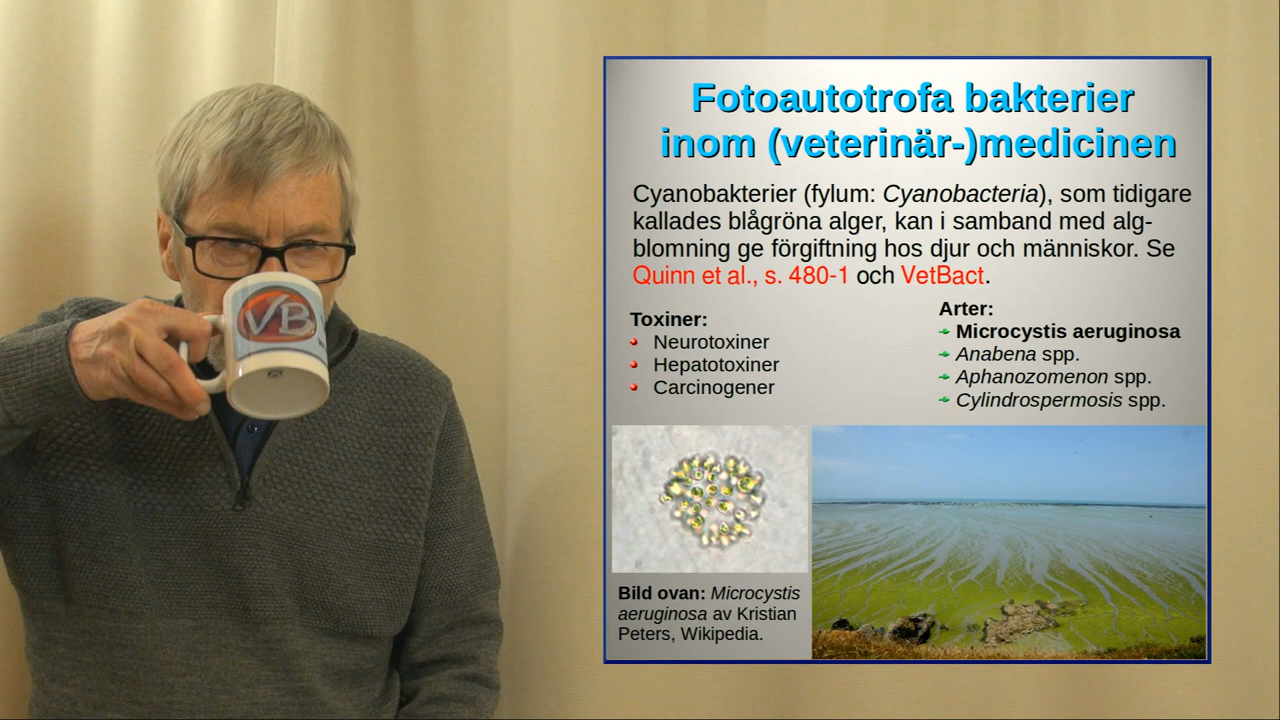 Fotoautotrofa bakterier
inom (veterinär-)medicinen
Cyanobakterier (fylum: Cyanobacteria), som tidigare
kallades blågröna alger, kan i samband med alg-
blomning ge förgiftning hos djur och människor. Se
Quinn et al., s. 480-1 och VetBact.
Toxiner:
Neurotoxiner
Hepatotoxiner
Carcinogener
Arter:
Microcystis aeruginosa
Anabena spp.
Aphanozomenon spp.
Cylindrospermosis spp.
Bild ovan: Microcystis
aeruginosa av Kristian
Peters, Wikipedia.
VB